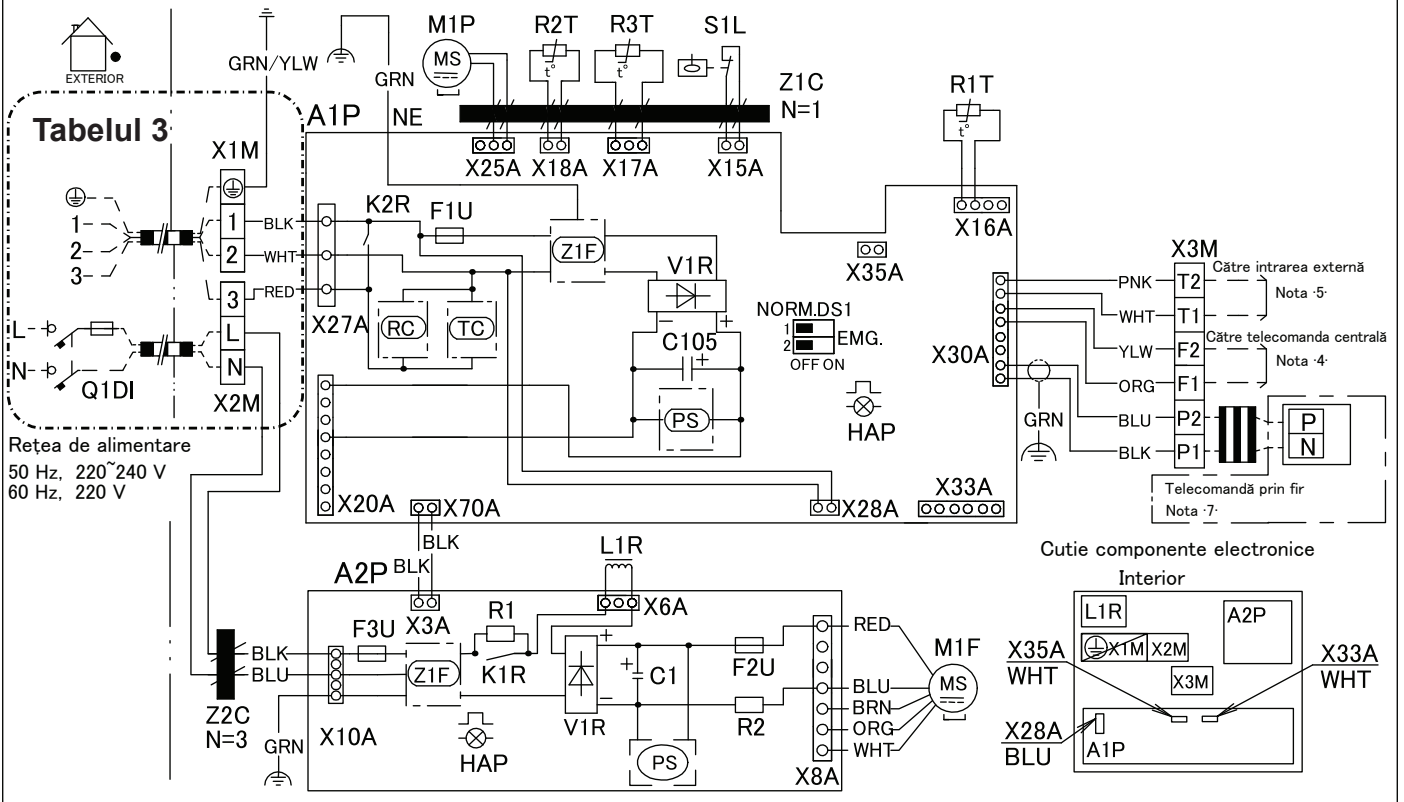 EXTERIOR
GRN/YLW
GRN
M1P
MS
R2T
t°
R3T
t°
S1L
Z1C
N=1
R1T
t°
Tabelul 3
A1P
NE
X25A
X18A
X17A
X15A
X16A
X1M
1
2
3
1
2
3
L
N
BLK
WHT
RED
X27A
L
N
Q1DI
X2M
K2R
F1U
Z1F
V1R
RC
TC
C105
PS
X35A
NORM.
DS1
1
2
EMG.
OFF ON
HAP
X30A
GRN
PNK
WHT
YLW
ORG
BLU
BLK
X3M
T2
T1
F2
F1
P2
P1
Către intrarea externă
Nota ·5·
Către telecomanda centrală
Nota ·4·
P
N
Telecomandă prin fir
Nota ·7·
Rețea de alimentare
50 Hz, 220~240 V
60 Hz, 220 V
X20A
X70A
X28A
X33A
BLK
BLK
A2P
L1R
X3A
X6A
F3U
R1
K1R
Z1F
V1R
C1
F2U
R2
PS
HAP
BLK
BLU
GRN
Z2C
N=3
X10A
X8A
RED
BLU
BRN
ORG
WHT
M1F
MS
Cutie componente electronice
Interior
L1R
A2P
X1M
X2M
X3M
A1P
X35A
WHT
X33A
WHT
X28A
BLU